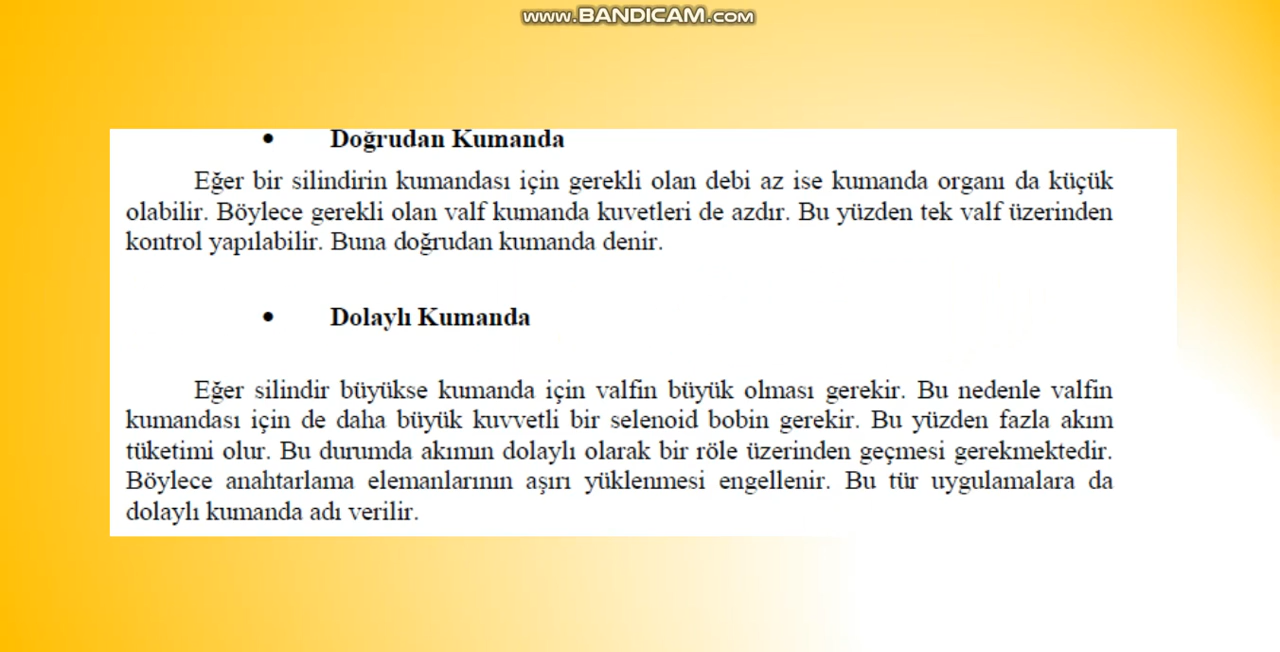 www.BANDICAM.com
• Doğrudan Kumanda
Eğer bir silindirin kumandası için gerekli olan debi az ise kumanda organı da küçük
olabilir. Böylece gerekli olan valf kumanda kuvetleri de azdır. Bu yüzden tek valf üzerinden
kontrol yapılabilir. Buna doğrudan kumanda denir.
• Dolaylı Kumanda
Eğer silindir büyükse kumanda için valfin büyük olması gerekir. Bu nedenle valfin
kumandası için de daha büyük kuvvetli bir selenoid bobin gerekir. Bu yüzden fazla akım
tüketimi olur. Bu durumda akımın dolaylı olarak bir röle üzerinden geçmesi gerekmektedir.
Böylece anahtarlama elemanlarının aşırı yüklenmesi engellenir. Bu tür uygulamalara da
dolaylı kumanda adı verilir.